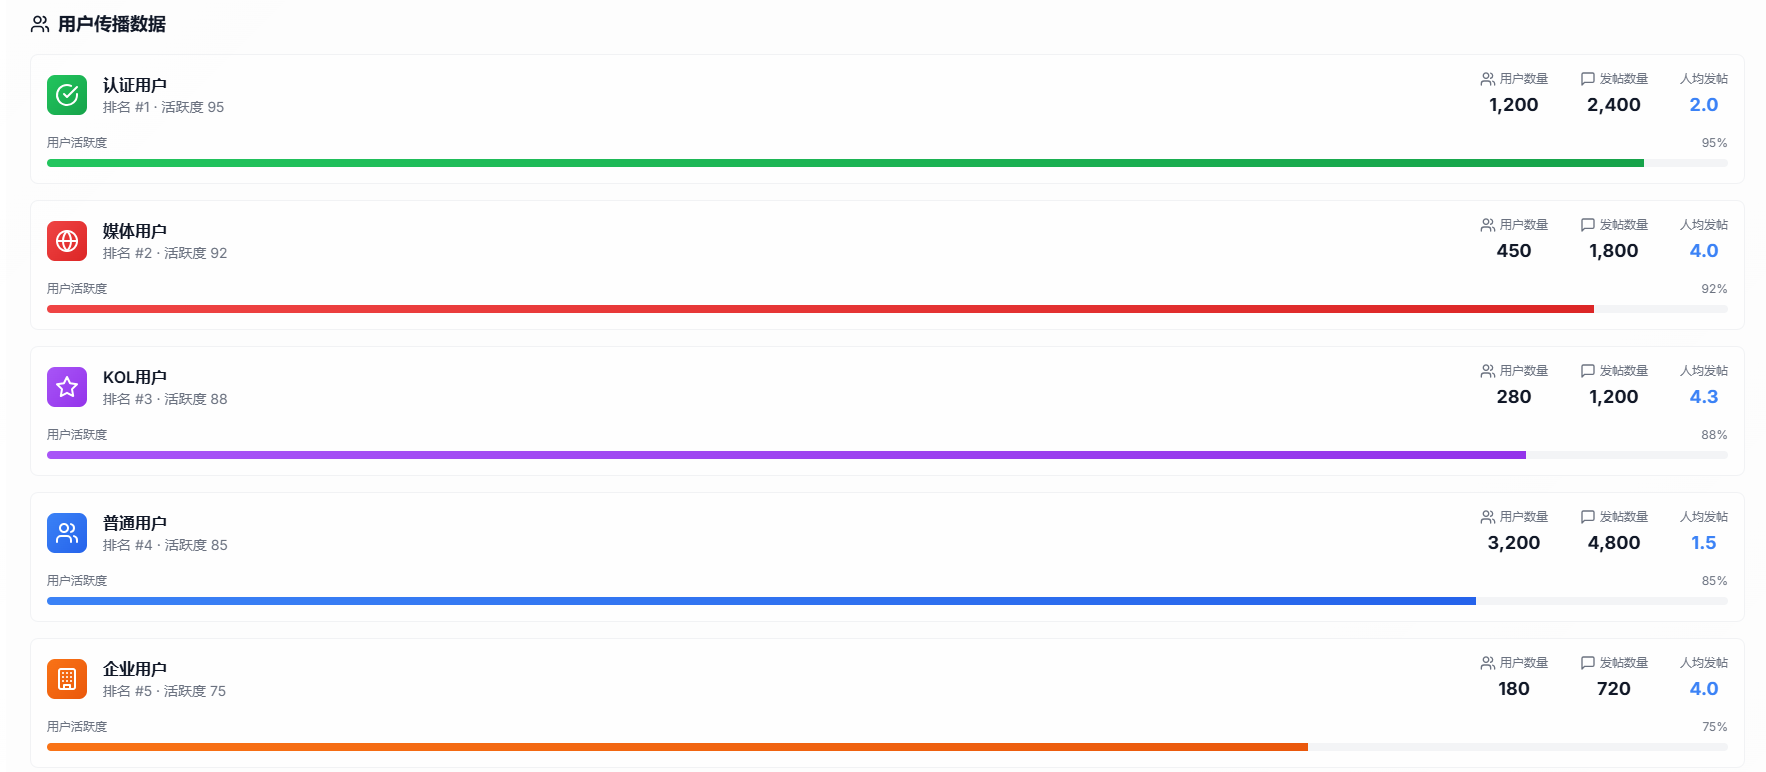 用户传播数据
认证用户
排名 #1 · 活跃度 95
用户数量 发帖数量 人均发帖
1,200 2,400 2.0
用户活跃度 95%
媒体用户
排名 #2 · 活跃度 92
用户数量 发帖数量 人均发帖
450 1,800 4.0
用户活跃度 92%
KOL用户
排名 #3 · 活跃度 88
用户数量 发帖数量 人均发帖
280 1,200 4.3
用户活跃度 88%
普通用户
排名 #4 · 活跃度 85
用户数量 发帖数量 人均发帖
3,200 4,800 1.5
用户活跃度 85%
企业用户
排名 #5 · 活跃度 75
用户数量 发帖数量 人均发帖
180 720 4.0
用户活跃度 75%